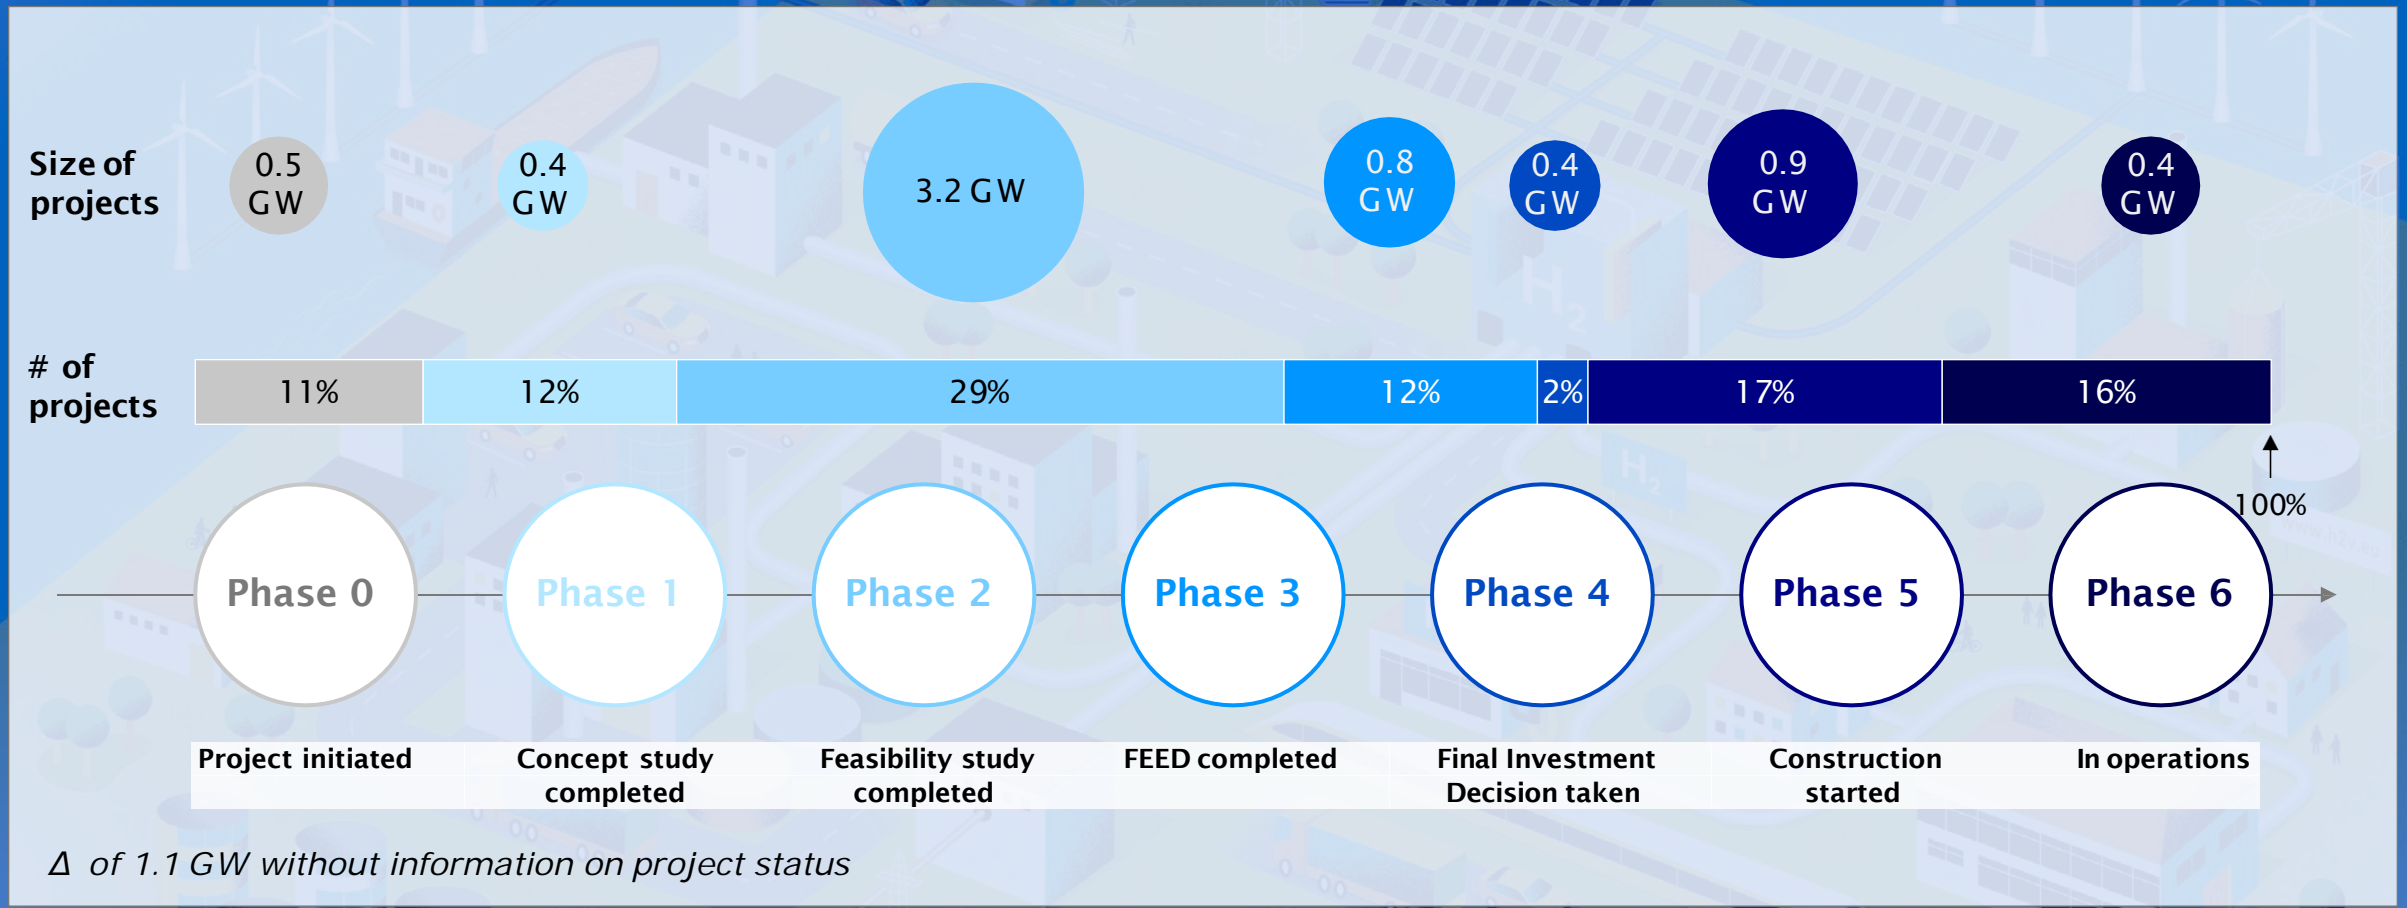 Size of
projects
0.5
GW
0.4
GW
3.2 GW
0.8
GW
0.4
GW
0.9
GW
0.4
GW
# of
projects
11%
12%
29%
12%
2%
17%
16%
100%
Phase 0
Phase 1
Phase 2
Phase 3
Phase 4
Phase 5
Phase 6
Project initiated
Concept study
completed
Feasibility study
completed
FEED completed
Final Investment
Decision taken
Construction
started
In operations
Δ of 1.1 GW without information on project status
H2
H2